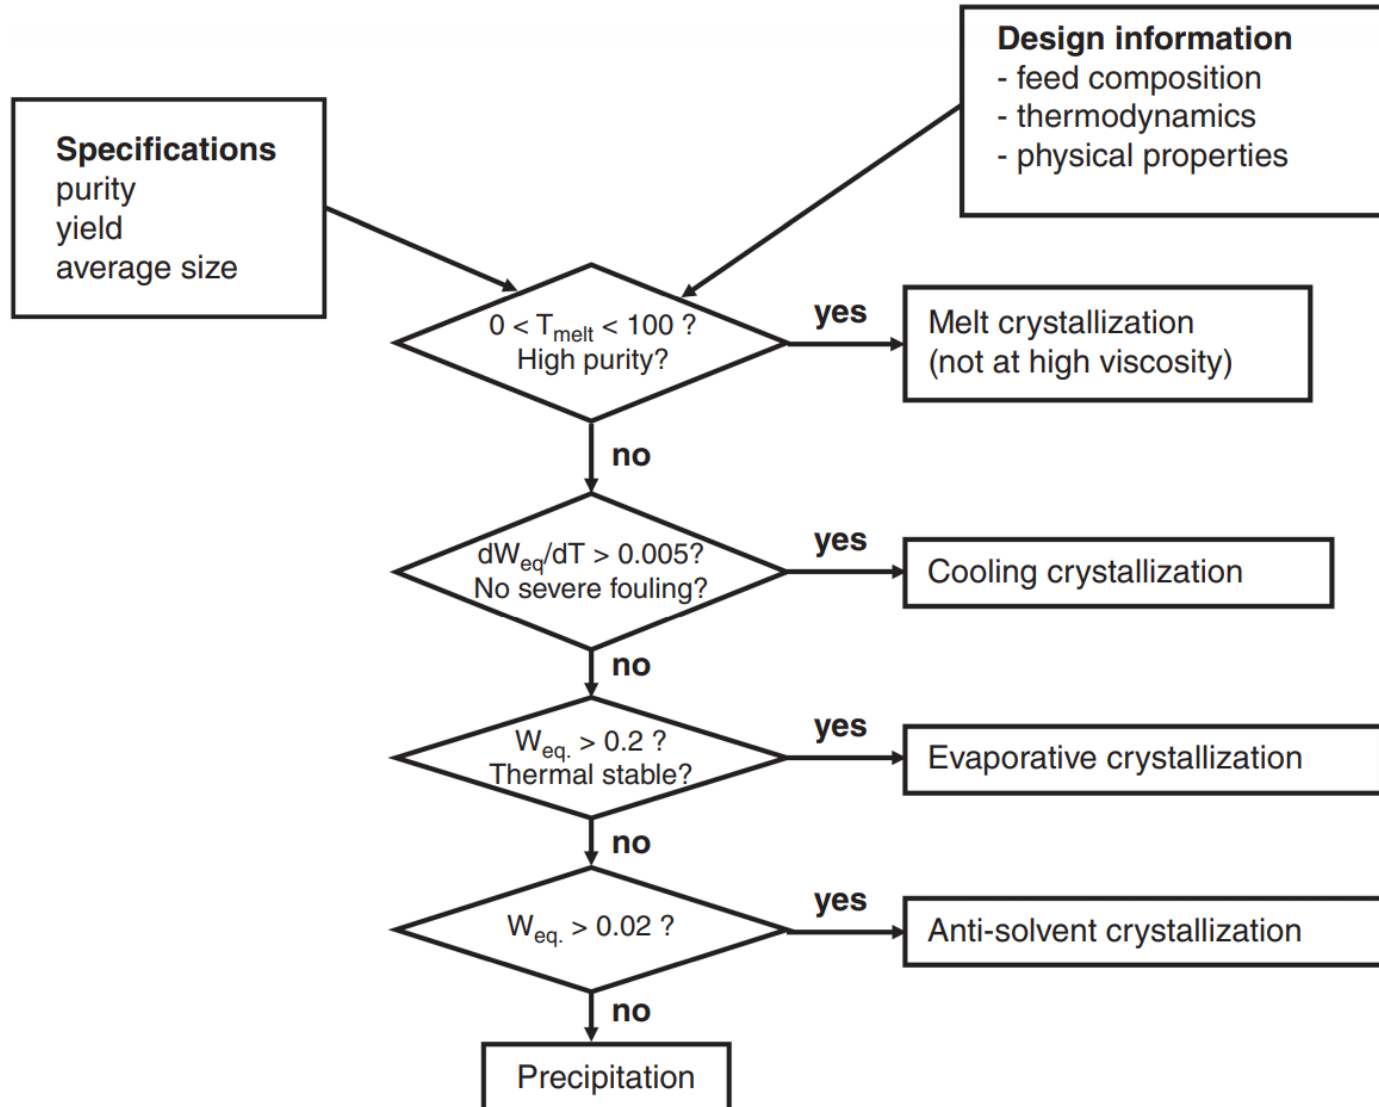 Design information
- feed composition
- thermodynamics
- physical properties
Specifications
purity
yield
average size
0 < Tmelt < 100 ?
High purity?
yes
Melt crystallization
(not at high viscosity)
no
dWeq/dT > 0.005?
No severe fouling?
yes
Cooling crystallization
no
Weq. > 0.2 ?
Thermal stable?
yes
Evaporative crystallization
no
Weq. > 0.02 ?
yes
Anti-solvent crystallization
no
Precipitation